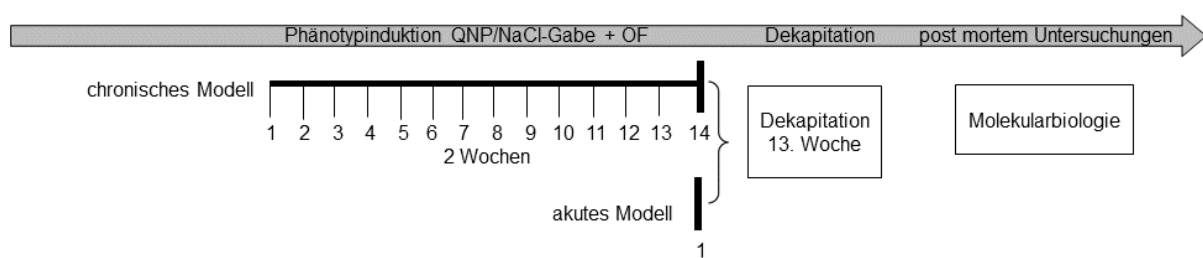 Phänotypinduktion QNP/NaCl-Gabe + OF Dekapitation post mortem Untersuchungen
chronisches Modell
1 2 3 4 5 6 7 8 9 10 11 12 13 14
2 Wochen
Dekapitation
13. Woche
Molekularbiologie
akutes Modell
1